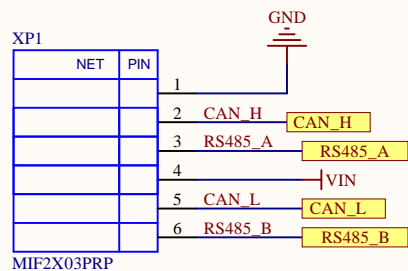 GND
XP1
NET PIN
1
2 CAN_H CAN_H
3 RS485_A RS485_A
4 VIN
5 CAN_L CAN_L
6 RS485_B RS485_B
MIF2X03PRP